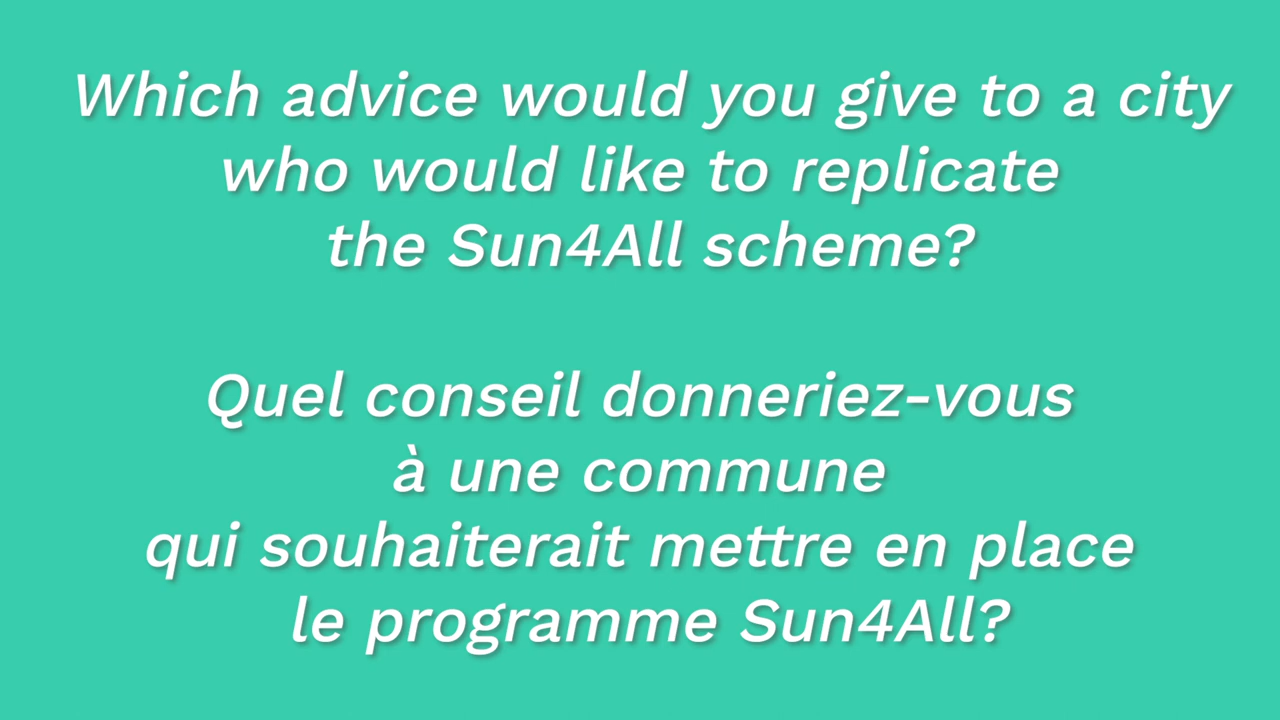 Which advice would you give to a city
who would like to replicate
the Sun4All scheme?
Quel conseil donneriez-vous
à une commune
qui souhaiterait mettre en place
le programme Sun4All?